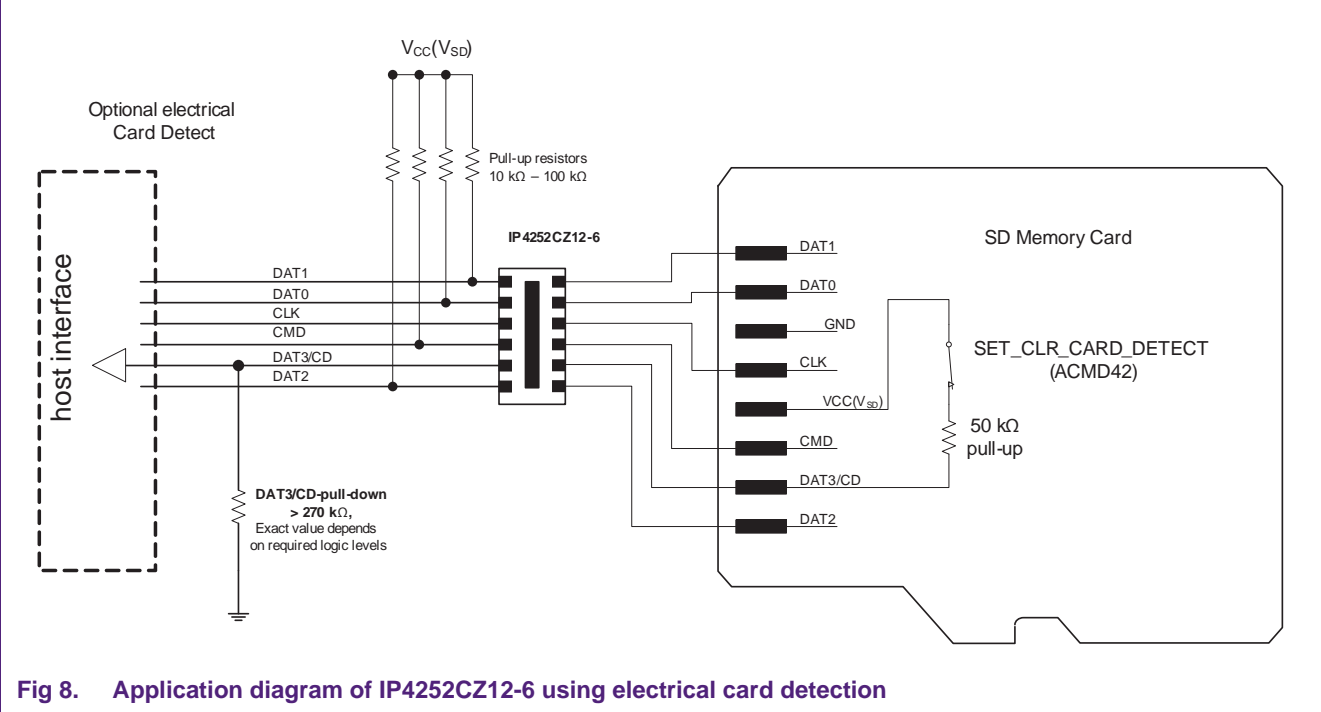 V_CC(V_SD)
Optional electrical
Card Detect
Pull-up resistors
10 kΩ – 100 kΩ
IP4252CZ12-6
host interface
DAT1
DAT0
CLK
CMD
DAT3/CD
DAT2
DAT3/CD-pull-down
> 270 kΩ,
Exact value depends
on required logic levels
SD Memory Card
DAT1
DAT0
GND
CLK
VCC(V_SD)
CMD
DAT3/CD
DAT2
SET_CLR_CARD_DETECT
(ACMD42)
50 kΩ
pull-up
Fig 8. Application diagram of IP4252CZ12-6 using electrical card detection